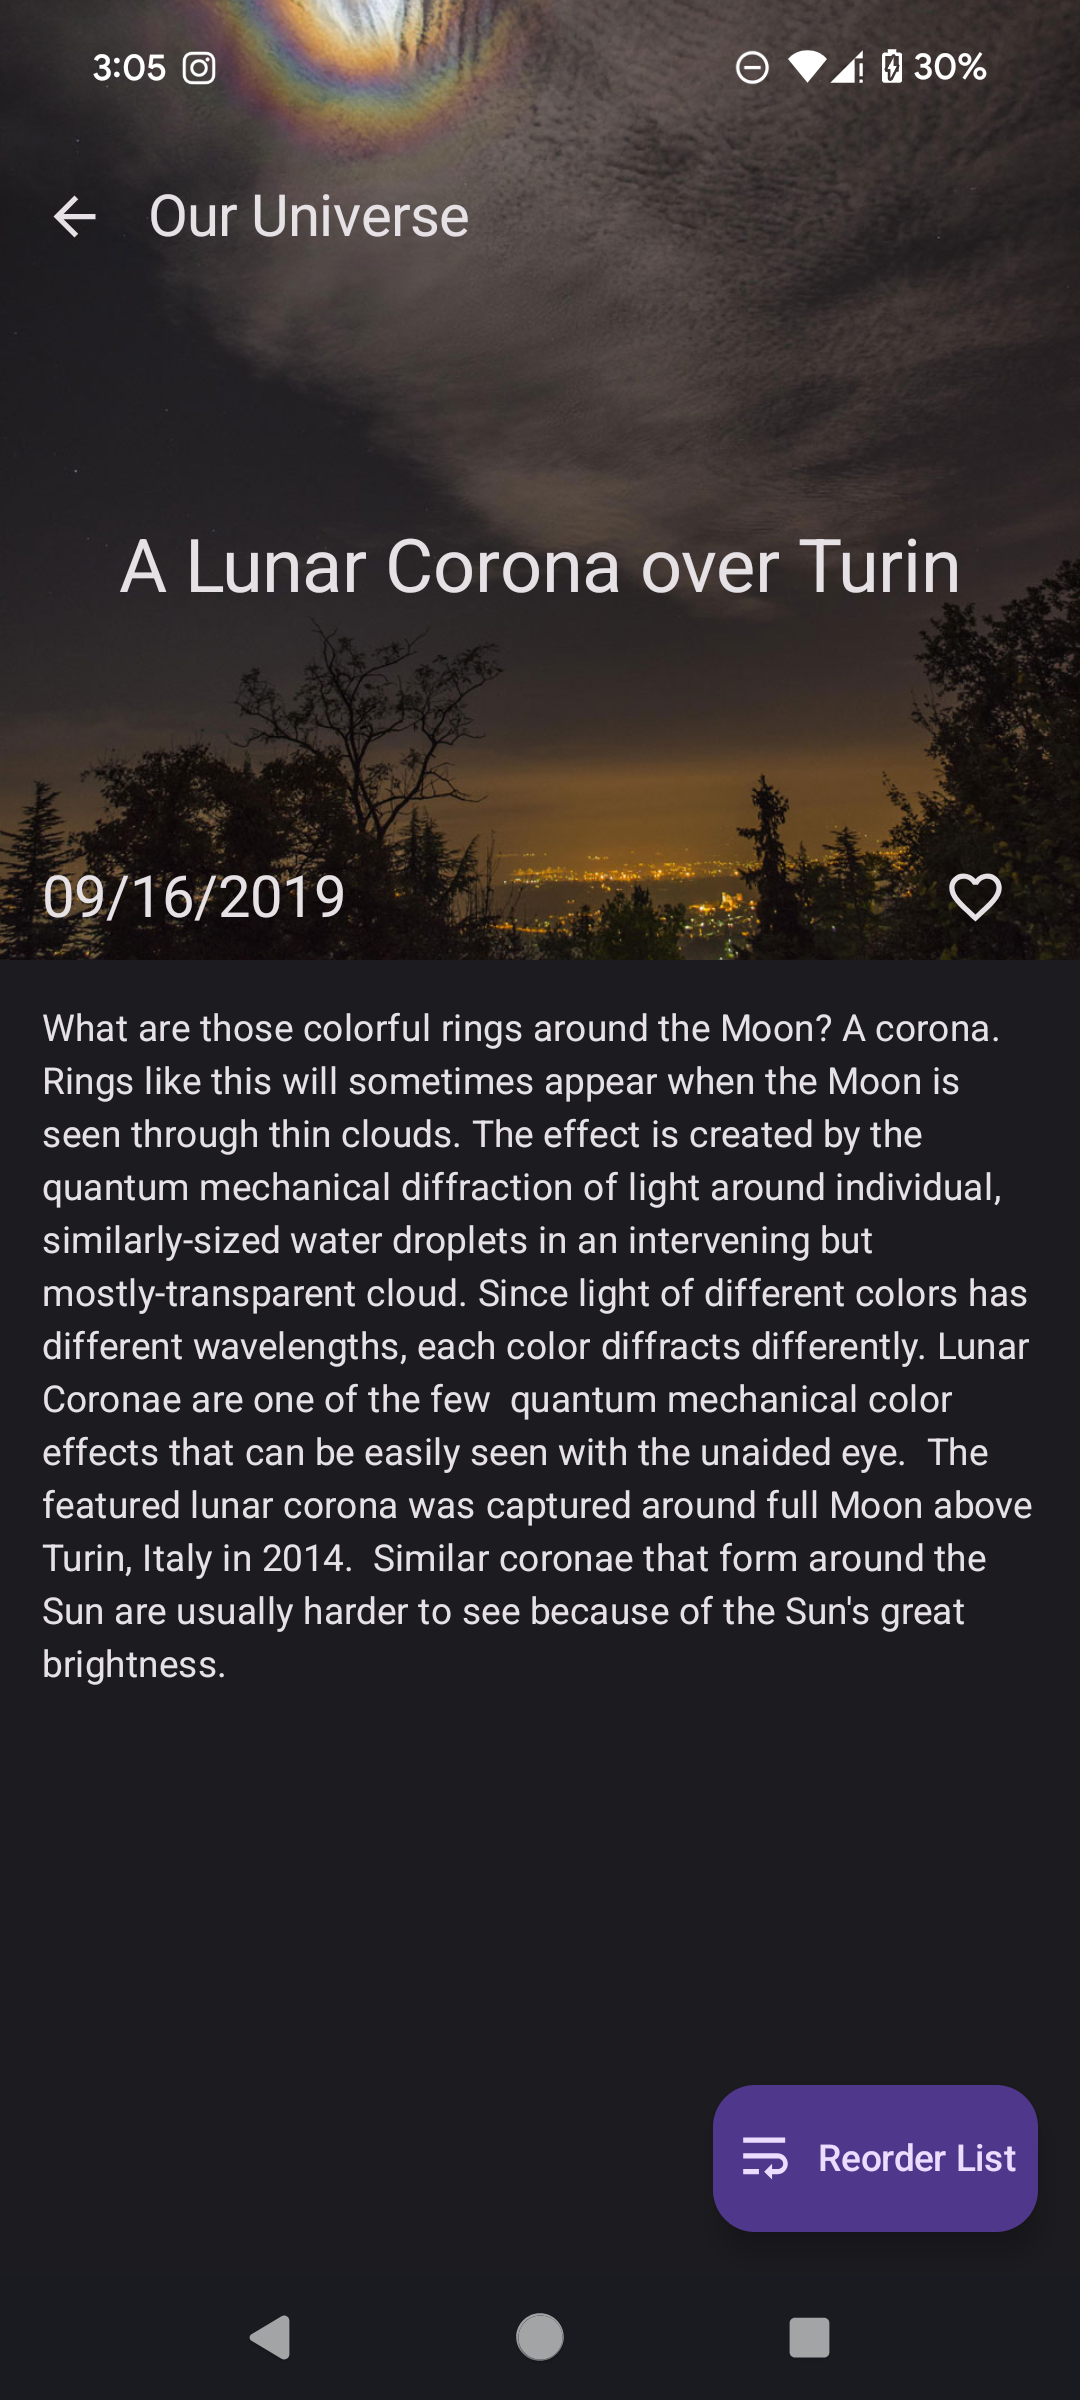 3:05
30%
Our Universe
A Lunar Corona over Turin
09/16/2019
What are those colorful rings around the Moon? A corona.
Rings like this will sometimes appear when the Moon is
seen through thin clouds. The effect is created by the
quantum mechanical diffraction of light around individual,
similarly-sized water droplets in an intervening but
mostly-transparent cloud. Since light of different colors has
different wavelengths, each color diffracts differently. Lunar
Coronae are one of the few  quantum mechanical color
effects that can be easily seen with the unaided eye.  The
featured lunar corona was captured around full Moon above
Turin, Italy in 2014.  Similar coronae that form around the
Sun are usually harder to see because of the Sun's great
brightness.
Reorder List